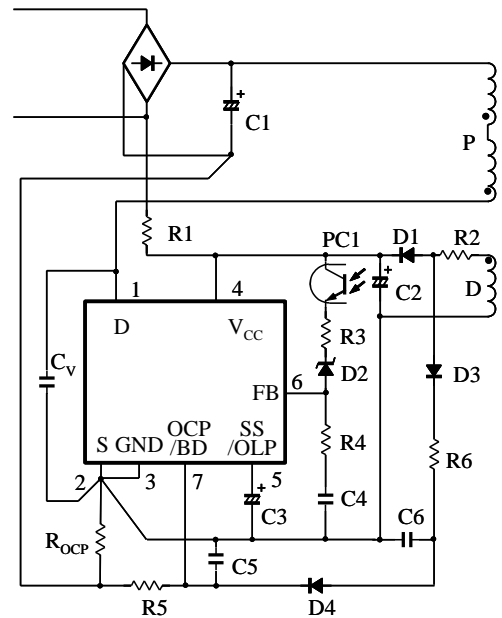 +
C1
P
R1
PC1
D1
R2
1
4
+
C2
D
D
VCC
R3
CV
6
D2
D3
FB
OCP
SS
S
GND
/BD
/OLP
R4
R6
2
3
7
5
+
C3
C4
ROCP
C6
C5
R5
D4